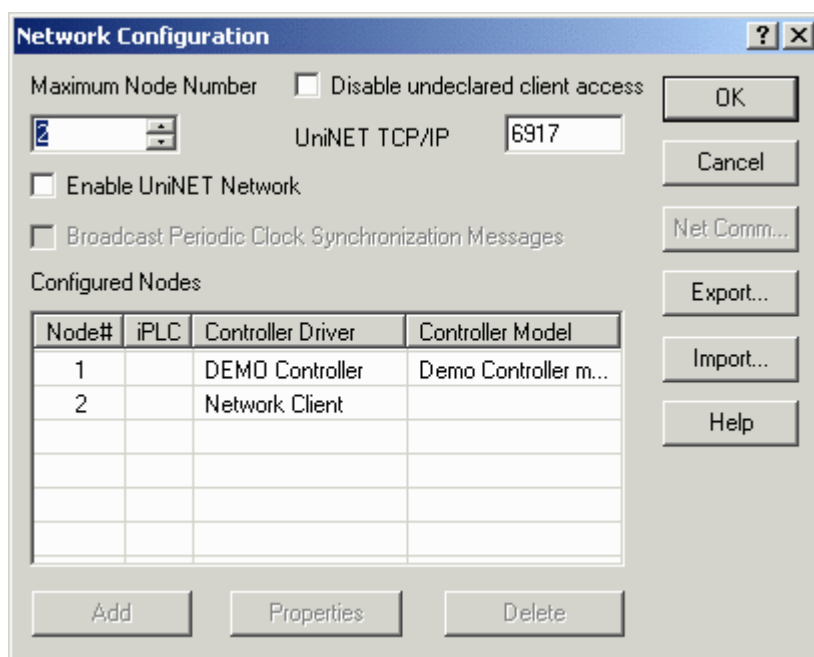 Network Configuration
Maximum Node Number
Disable undeclared client access
OK
2
UniNET TCP/IP
6917
Cancel
Enable UniNET Network
Broadcast Periodic Clock Synchronization Messages
Net Comm...
Configured Nodes
Export...
Node# iPLC Controller Driver Controller Model
1 DEMO Controller Demo Controller m...
Import...
2 Network Client
Help
Add Properties Delete